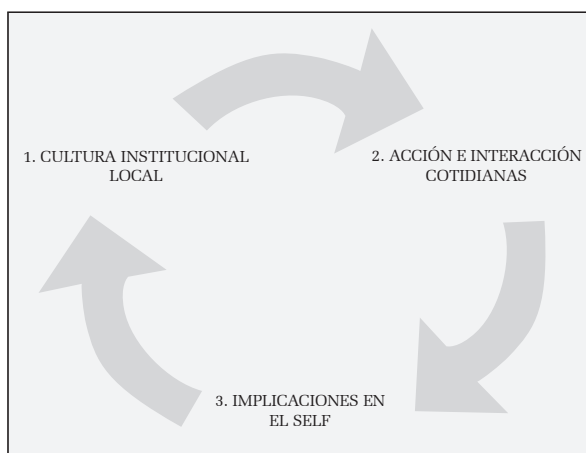 1. CULTURA INSTITUCIONAL
LOCAL
2. ACCIÓN E INTERACCIÓN
COTIDIANAS
3. IMPLICACIONES EN
EL SELF